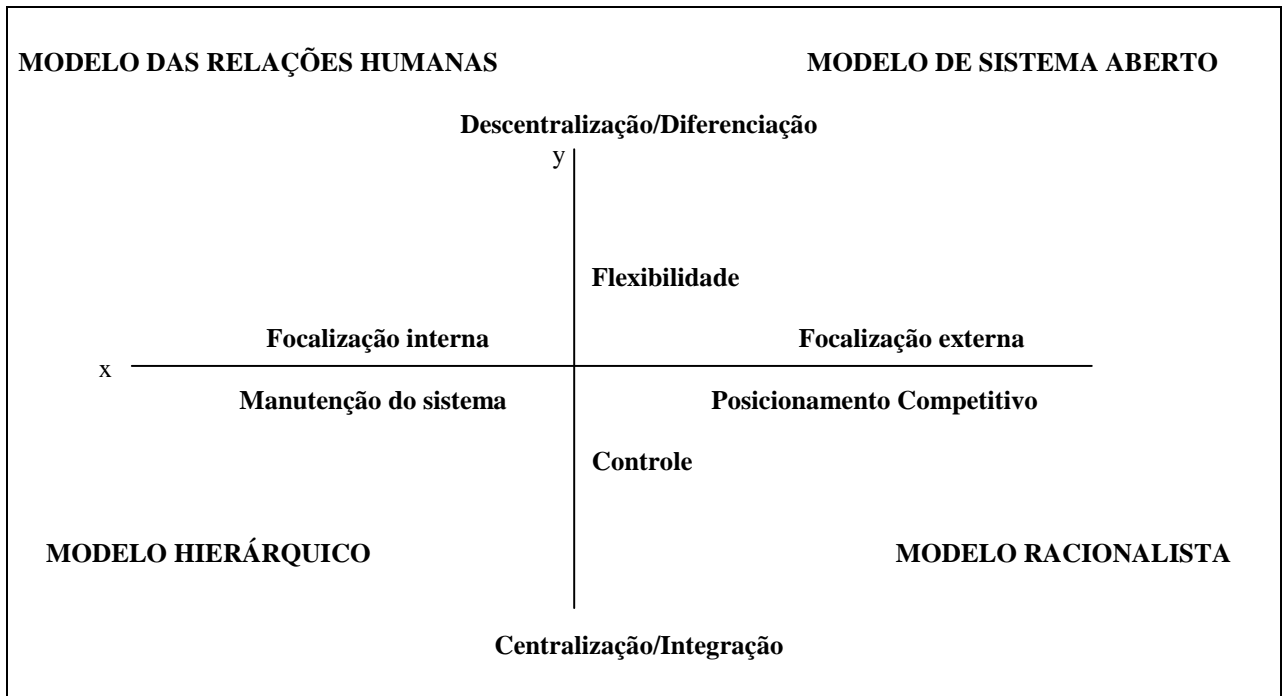 MODELO DAS RELAÇÕES HUMANAS MODELO DE SISTEMA ABERTO
Descentralização/Diferenciação
y
Flexibilidade
Focalização interna Focalização externa
x
Manutenção do sistema Posicionamento Competitivo
Controle
MODELO HIERÁRQUICO MODELO RACIONALISTA
Centralização/Integração